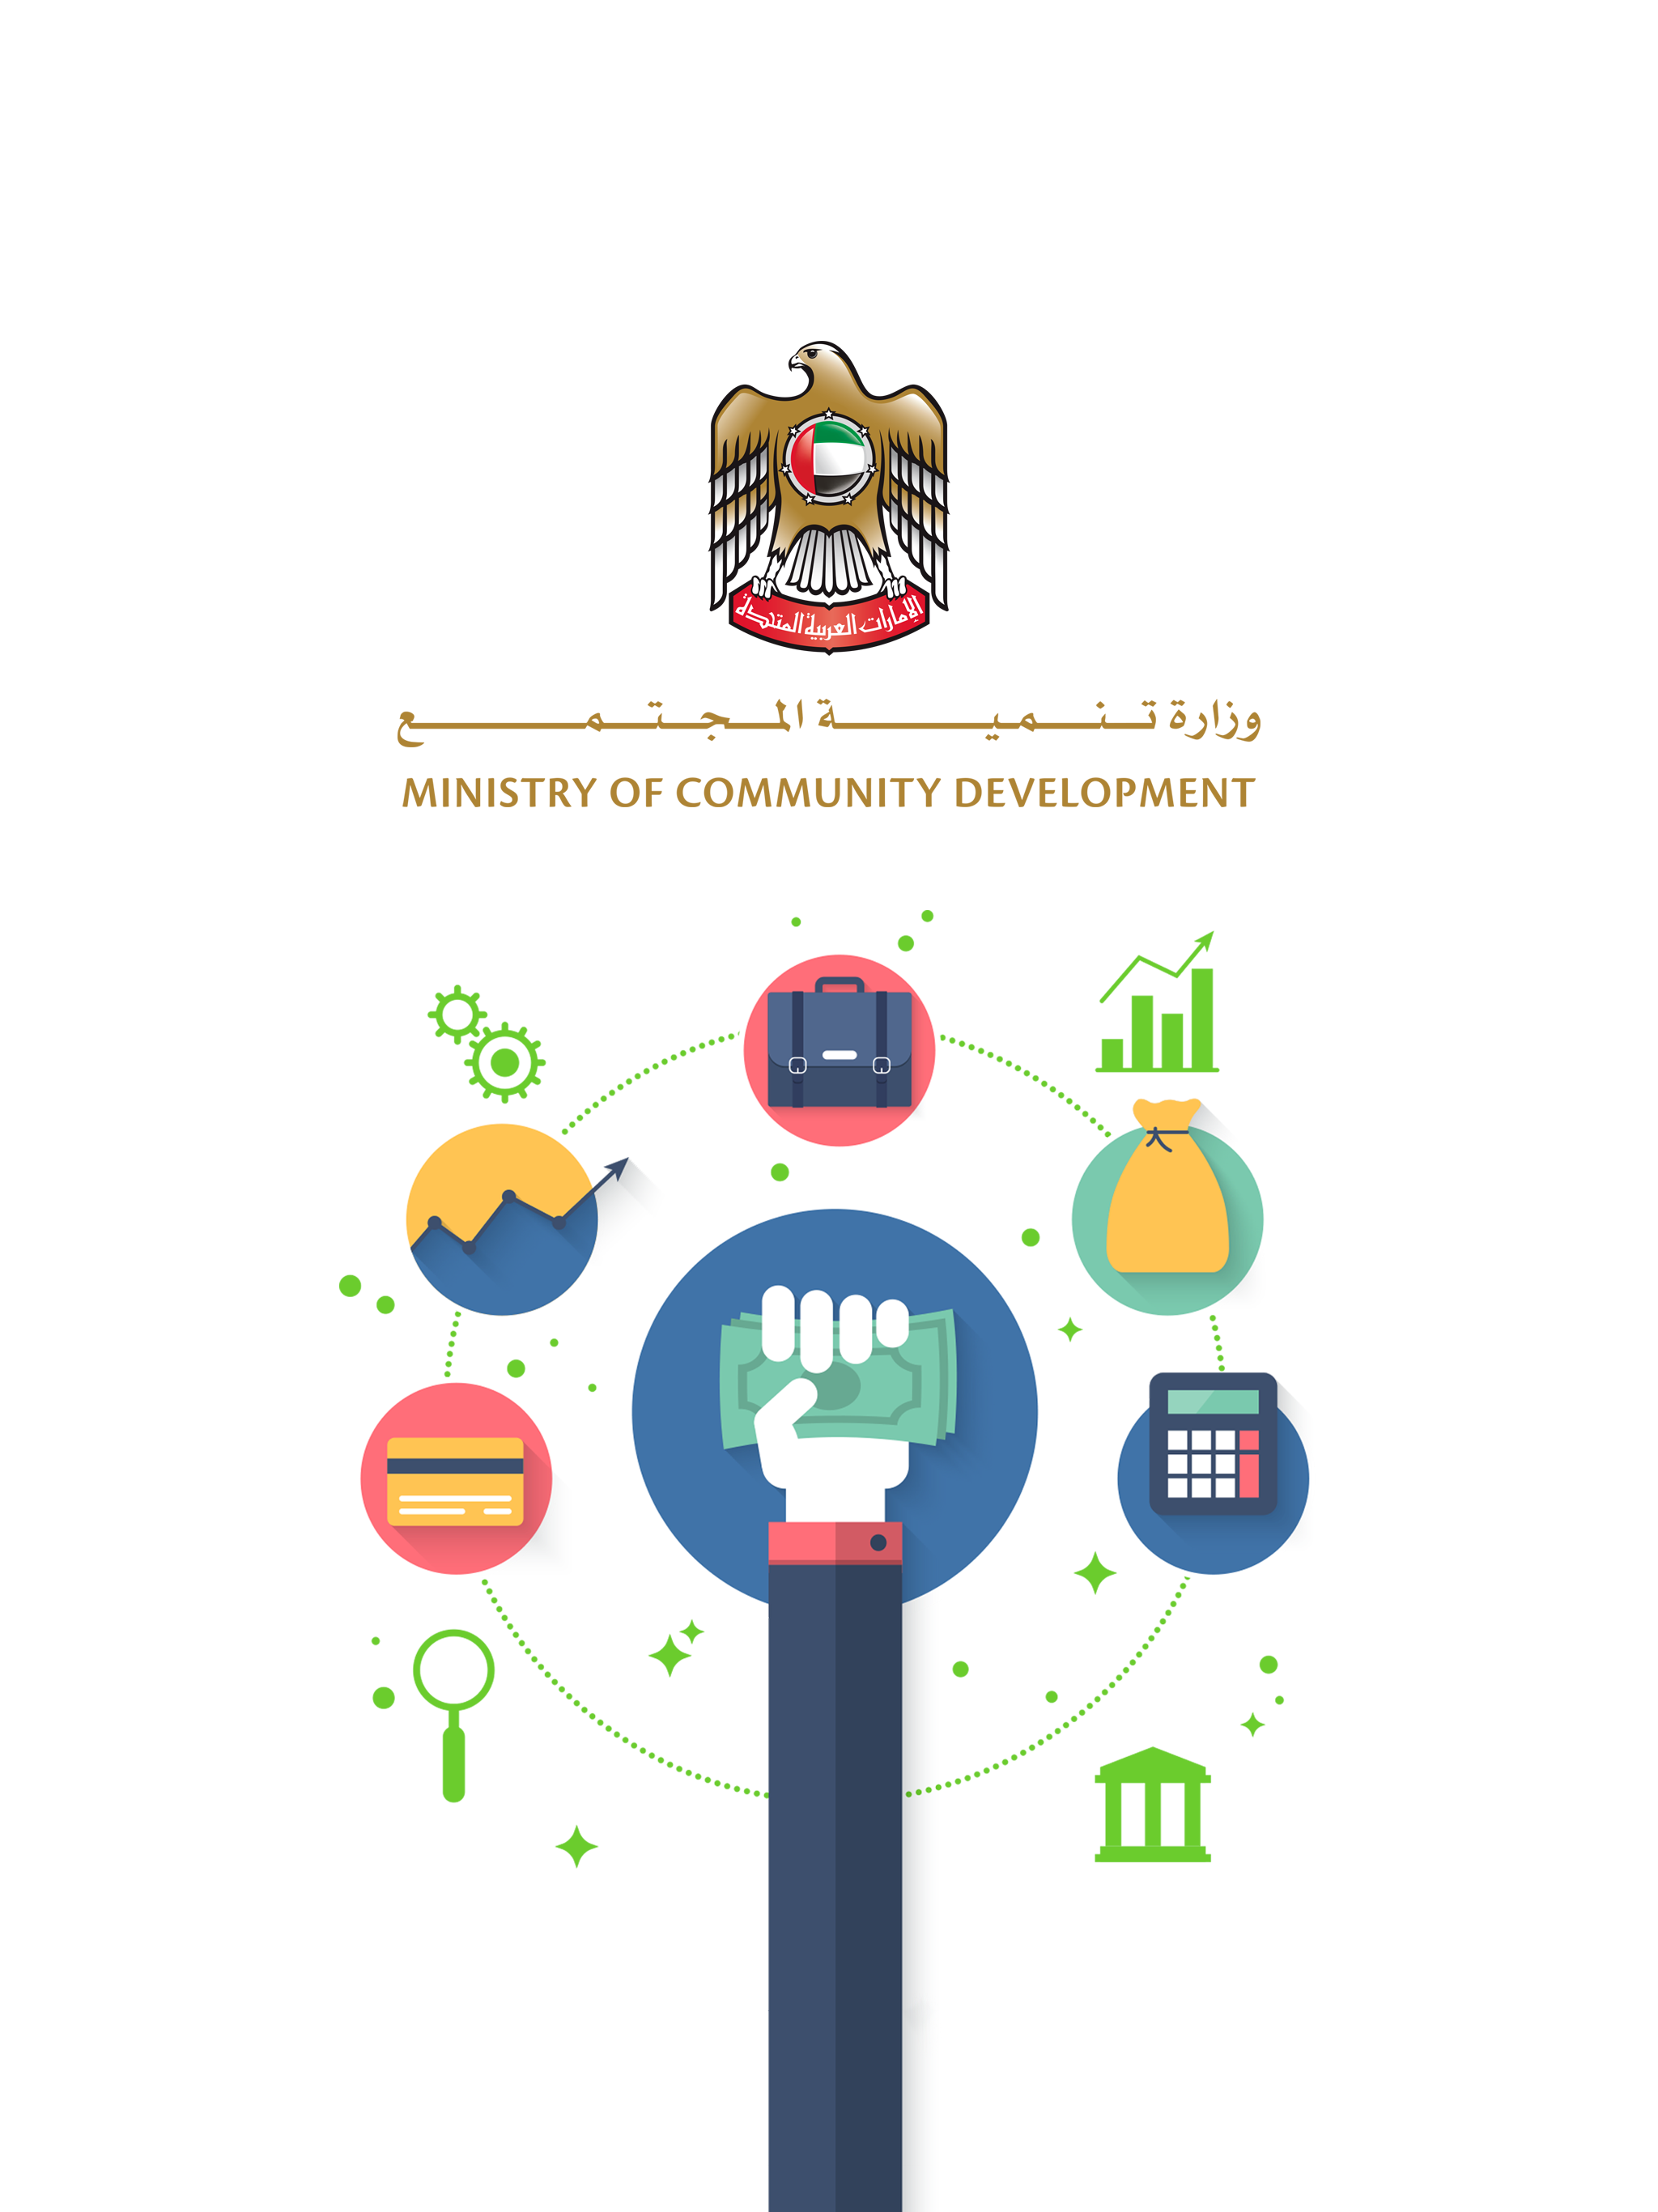 الإمارات العربية المتحدة
وزارة تنمية المجتمع
MINISTRY OF COMMUNITY DEVELOPMENT